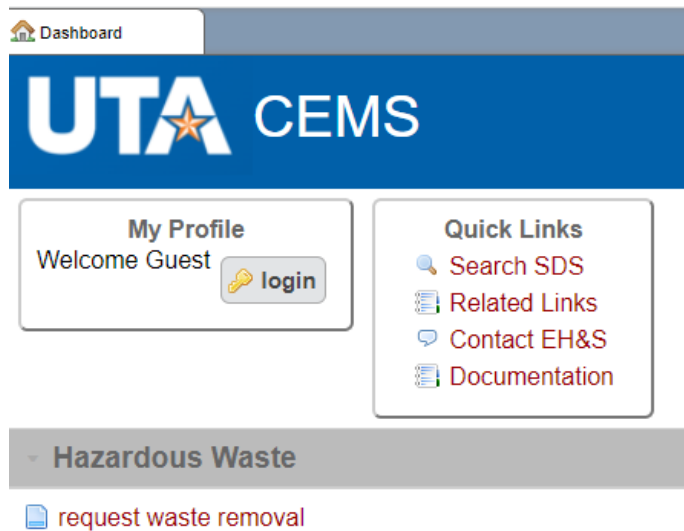 Dashboard
UTA CEMS
My Profile
Welcome Guest
login
Quick Links
Search SDS
Related Links
Contact EH&S
Documentation
Hazardous Waste
request waste removal